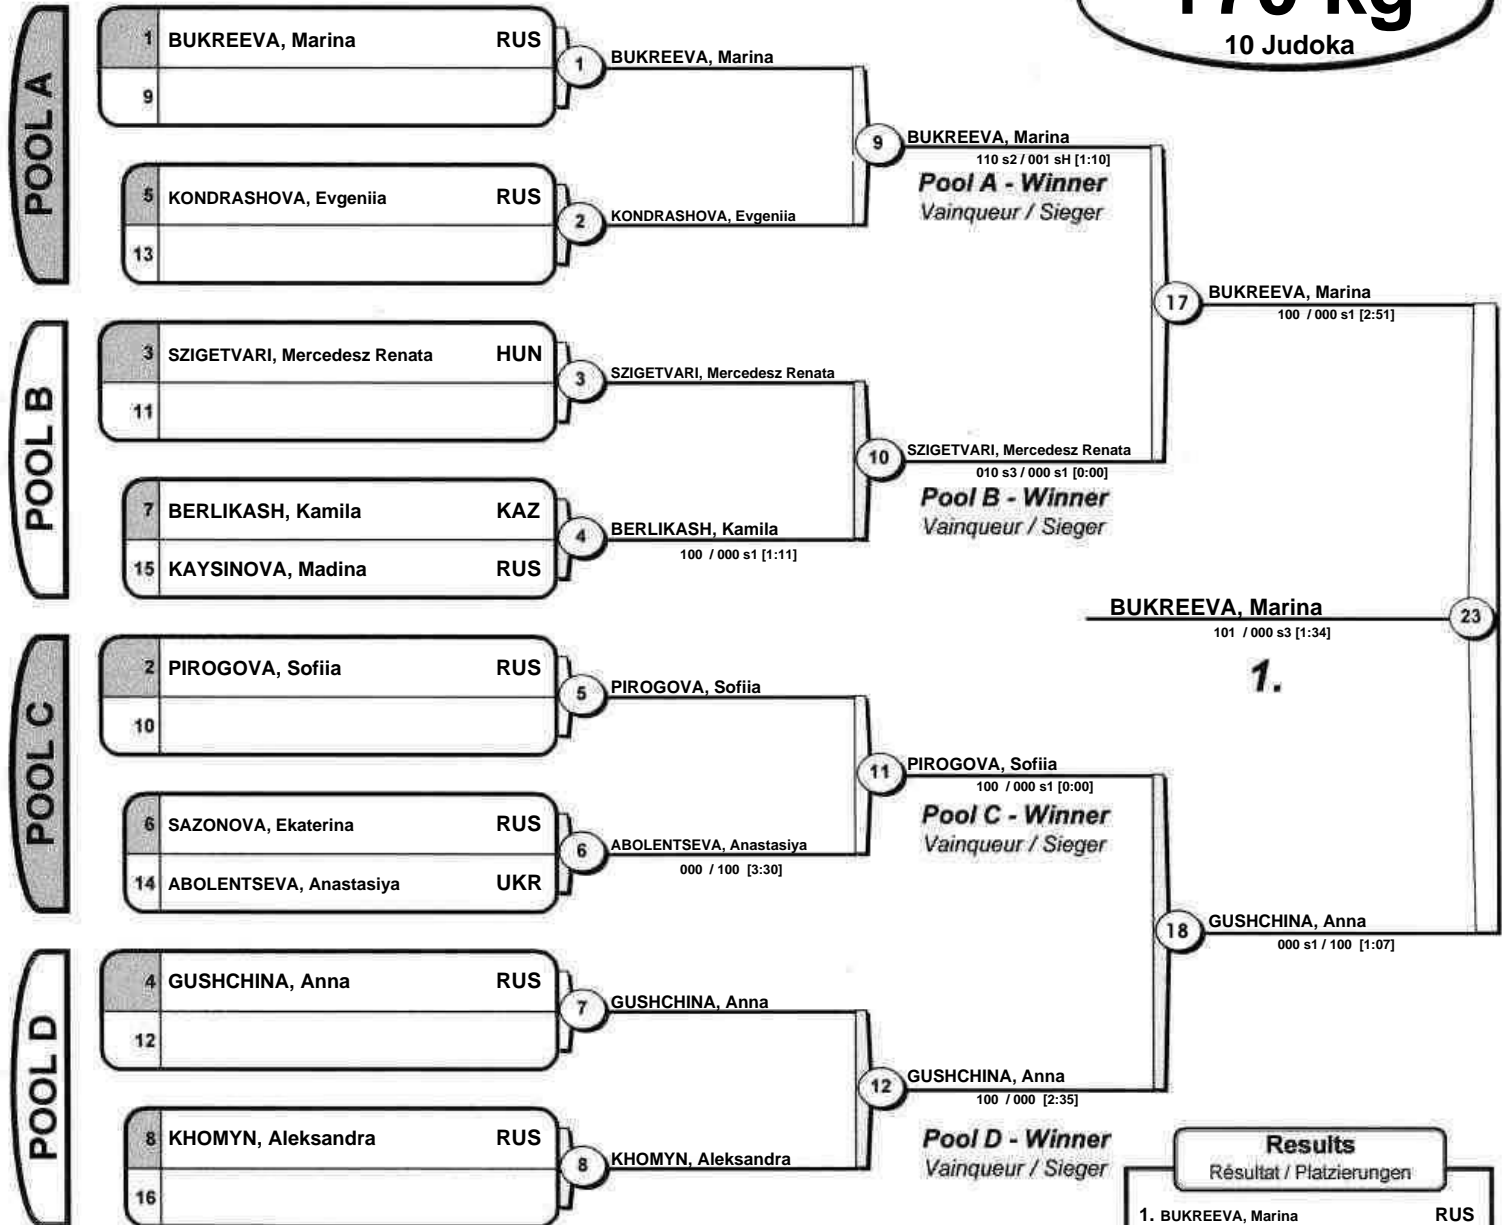 +70 kg
10 Judoka
POOL A
1 BUKREEVA, Marina RUS
9
5 KONDRASHOVA, Evgeniia RUS
13
1 BUKREEVA, Marina
2 KONDRASHOVA, Evgeniia
9 BUKREEVA, Marina
110 s2 / 001 sH [1:10]
Pool A - Winner
Vainqueur / Sieger
POOL B
3 SZIGETVARI, Mercedesz Renata HUN
11
7 BERLIKASH, Kamila KAZ
15 KAYSINOVA, Madina RUS
3 SZIGETVARI, Mercedesz Renata
4 BERLIKASH, Kamila
100 / 000 s1 [1:11]
10 SZIGETVARI, Mercedesz Renata
010 s3 / 000 s1 [0:00]
Pool B - Winner
Vainqueur / Sieger
17 BUKREEVA, Marina
100 / 000 s1 [2:51]
BUKREEVA, Marina 23
101 / 000 s3 [1:34]
1.
POOL C
2 PIROGOVA, Sofiia RUS
10
6 SAZONOVA, Ekaterina RUS
14 ABOLENTSEVA, Anastasiya UKR
5 PIROGOVA, Sofiia
6 ABOLENTSEVA, Anastasiya
000 / 100 [3:30]
11 PIROGOVA, Sofiia
100 / 000 s1 [0:00]
Pool C - Winner
Vainqueur / Sieger
POOL D
4 GUSHCHINA, Anna RUS
12
8 KHOMYN, Aleksandra RUS
16
7 GUSHCHINA, Anna
8 KHOMYN, Aleksandra
12 GUSHCHINA, Anna
100 / 000 [2:35]
Pool D - Winner
Vainqueur / Sieger
18 GUSHCHINA, Anna
000 s1 / 100 [1:07]
Results
Résultat / Platzierungen
1. BUKREEVA, Marina RUS